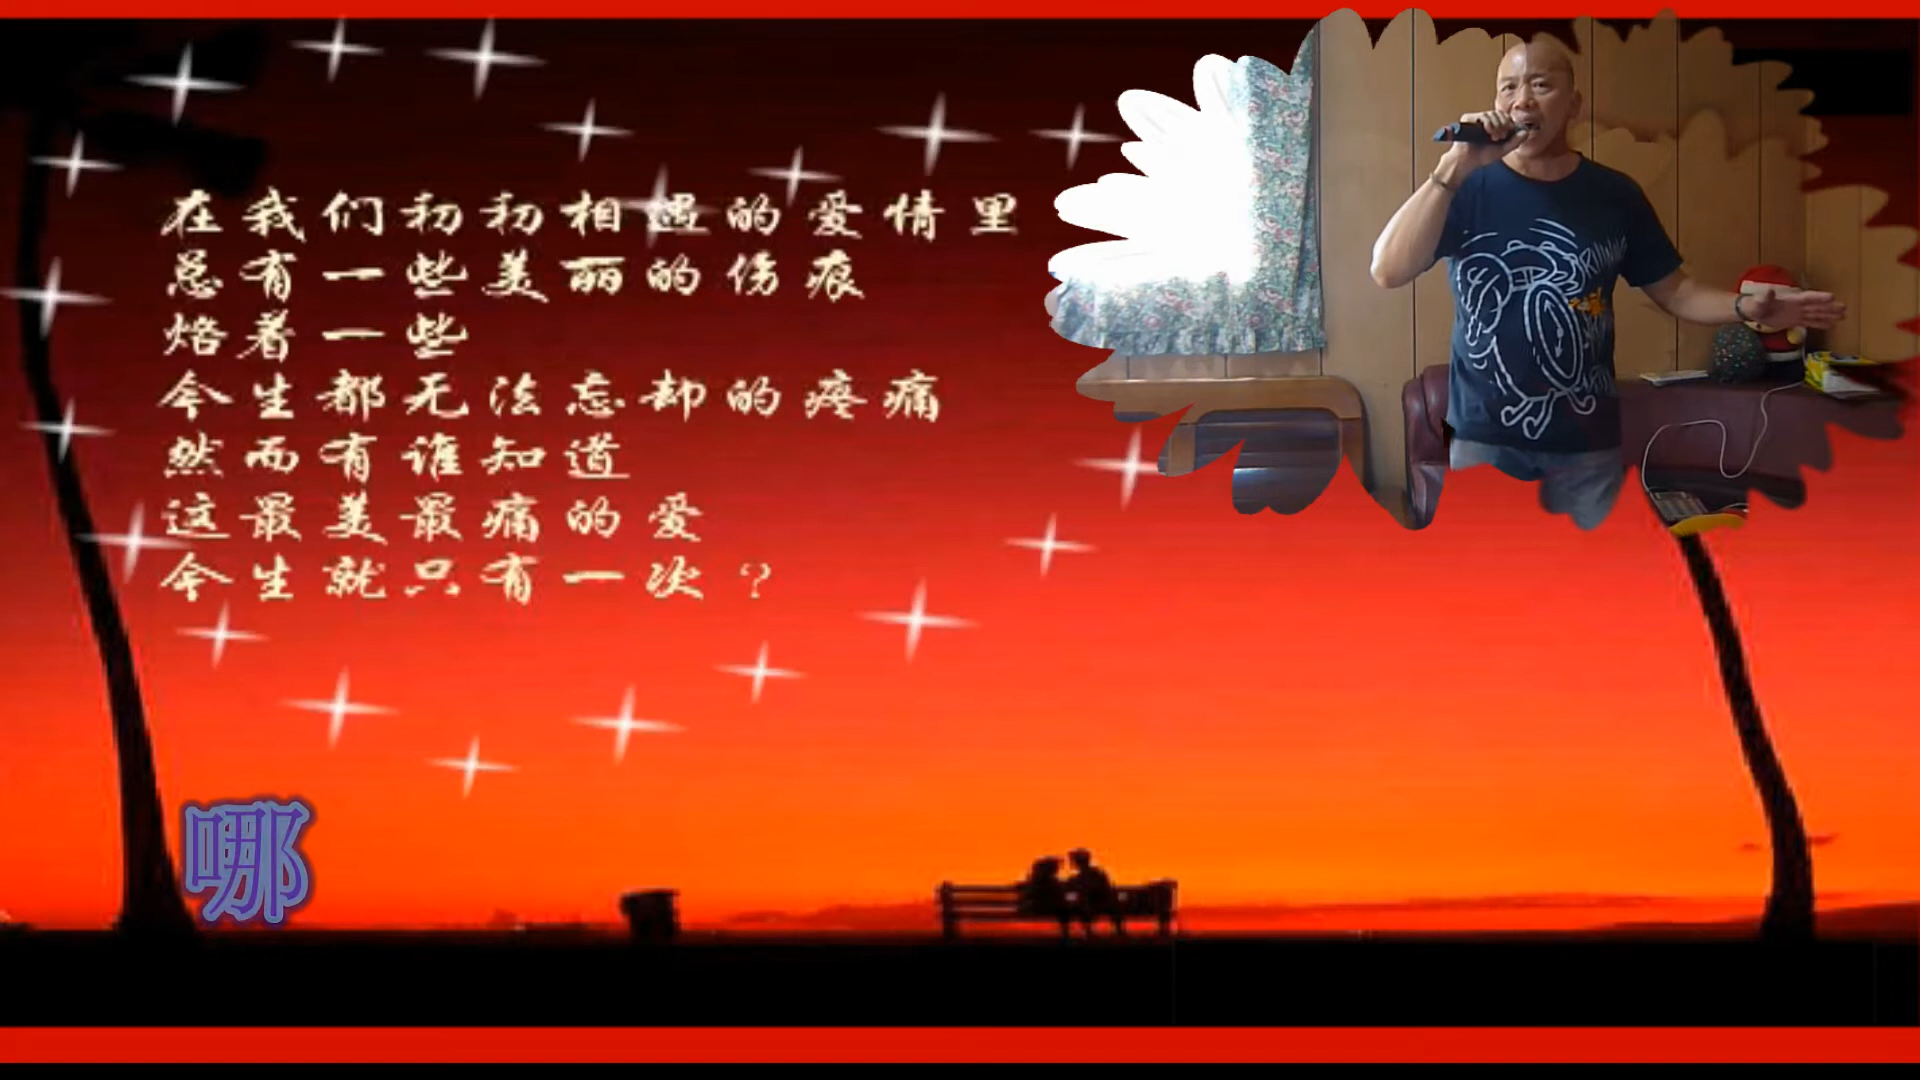 在我们初初相遇的爱情里
总有一些美丽的伤痕
烙着一些
今生都无法忘却的疼痛
然而有谁知道
这最美最痛的爱
今生就只有一次？
哪